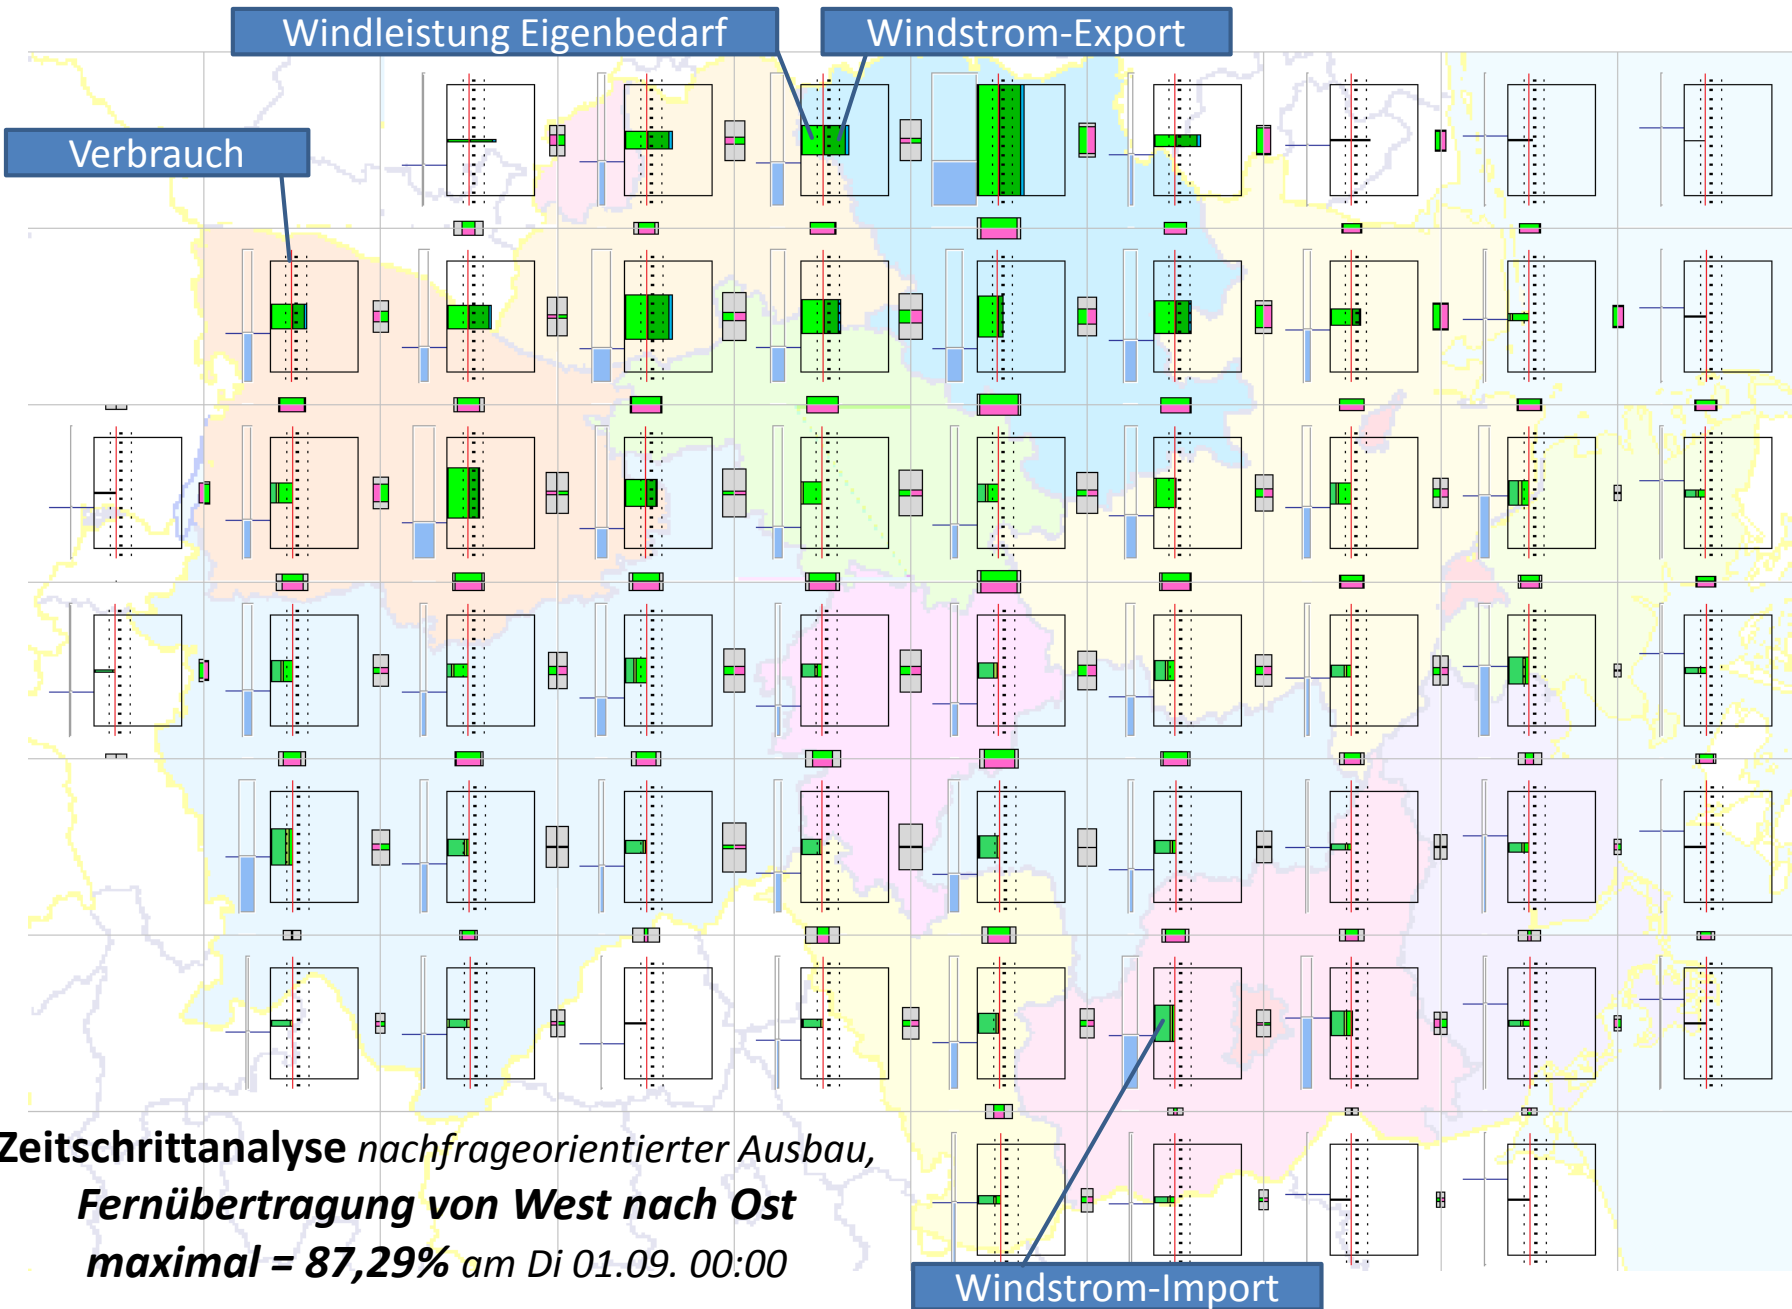 Windleistung Eigenbedarf
Windstrom-Export
Verbrauch
Zeitschrittanalyse nachfrageorientierter Ausbau,
Fernübertragung von West nach Ost
maximal = 87,29% am Di 01.09. 00:00
Windstrom-Import